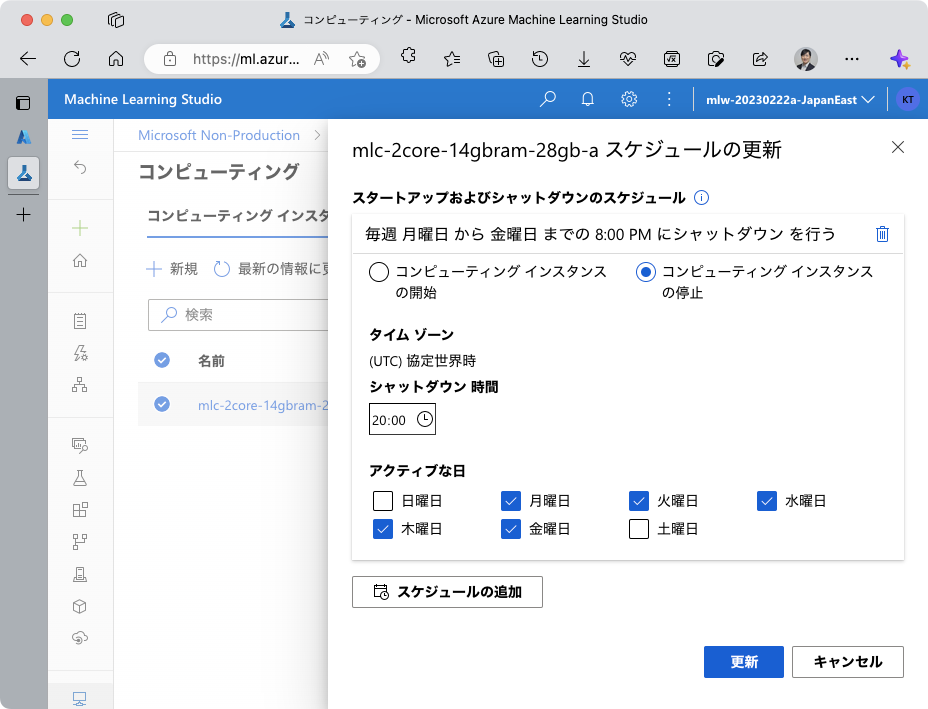 コンピューティング - Microsoft Azure Machine Learning Studio
https://ml.azur...
Machine Learning Studio
mlw-20230222a-JapanEast
KT
Microsoft Non-Production
コンピューティング
コンピューティング インスタ
新規
最新の情報に更
検索
名前
mlc-2core-14gbram-2
mlc-2core-14gbram-28gb-a スケジュールの更新
スタートアップおよびシャットダウンのスケジュール
毎週 月曜日 から 金曜日 までの 8:00 PM にシャットダウン を行う
コンピューティング インスタンス
の開始
コンピューティング インスタンス
の停止
タイム ゾーン
(UTC) 協定世界時
シャットダウン 時間
20:00
アクティブな日
日曜日 月曜日 火曜日 水曜日
木曜日 金曜日 土曜日
スケジュールの追加
更新 キャンセル